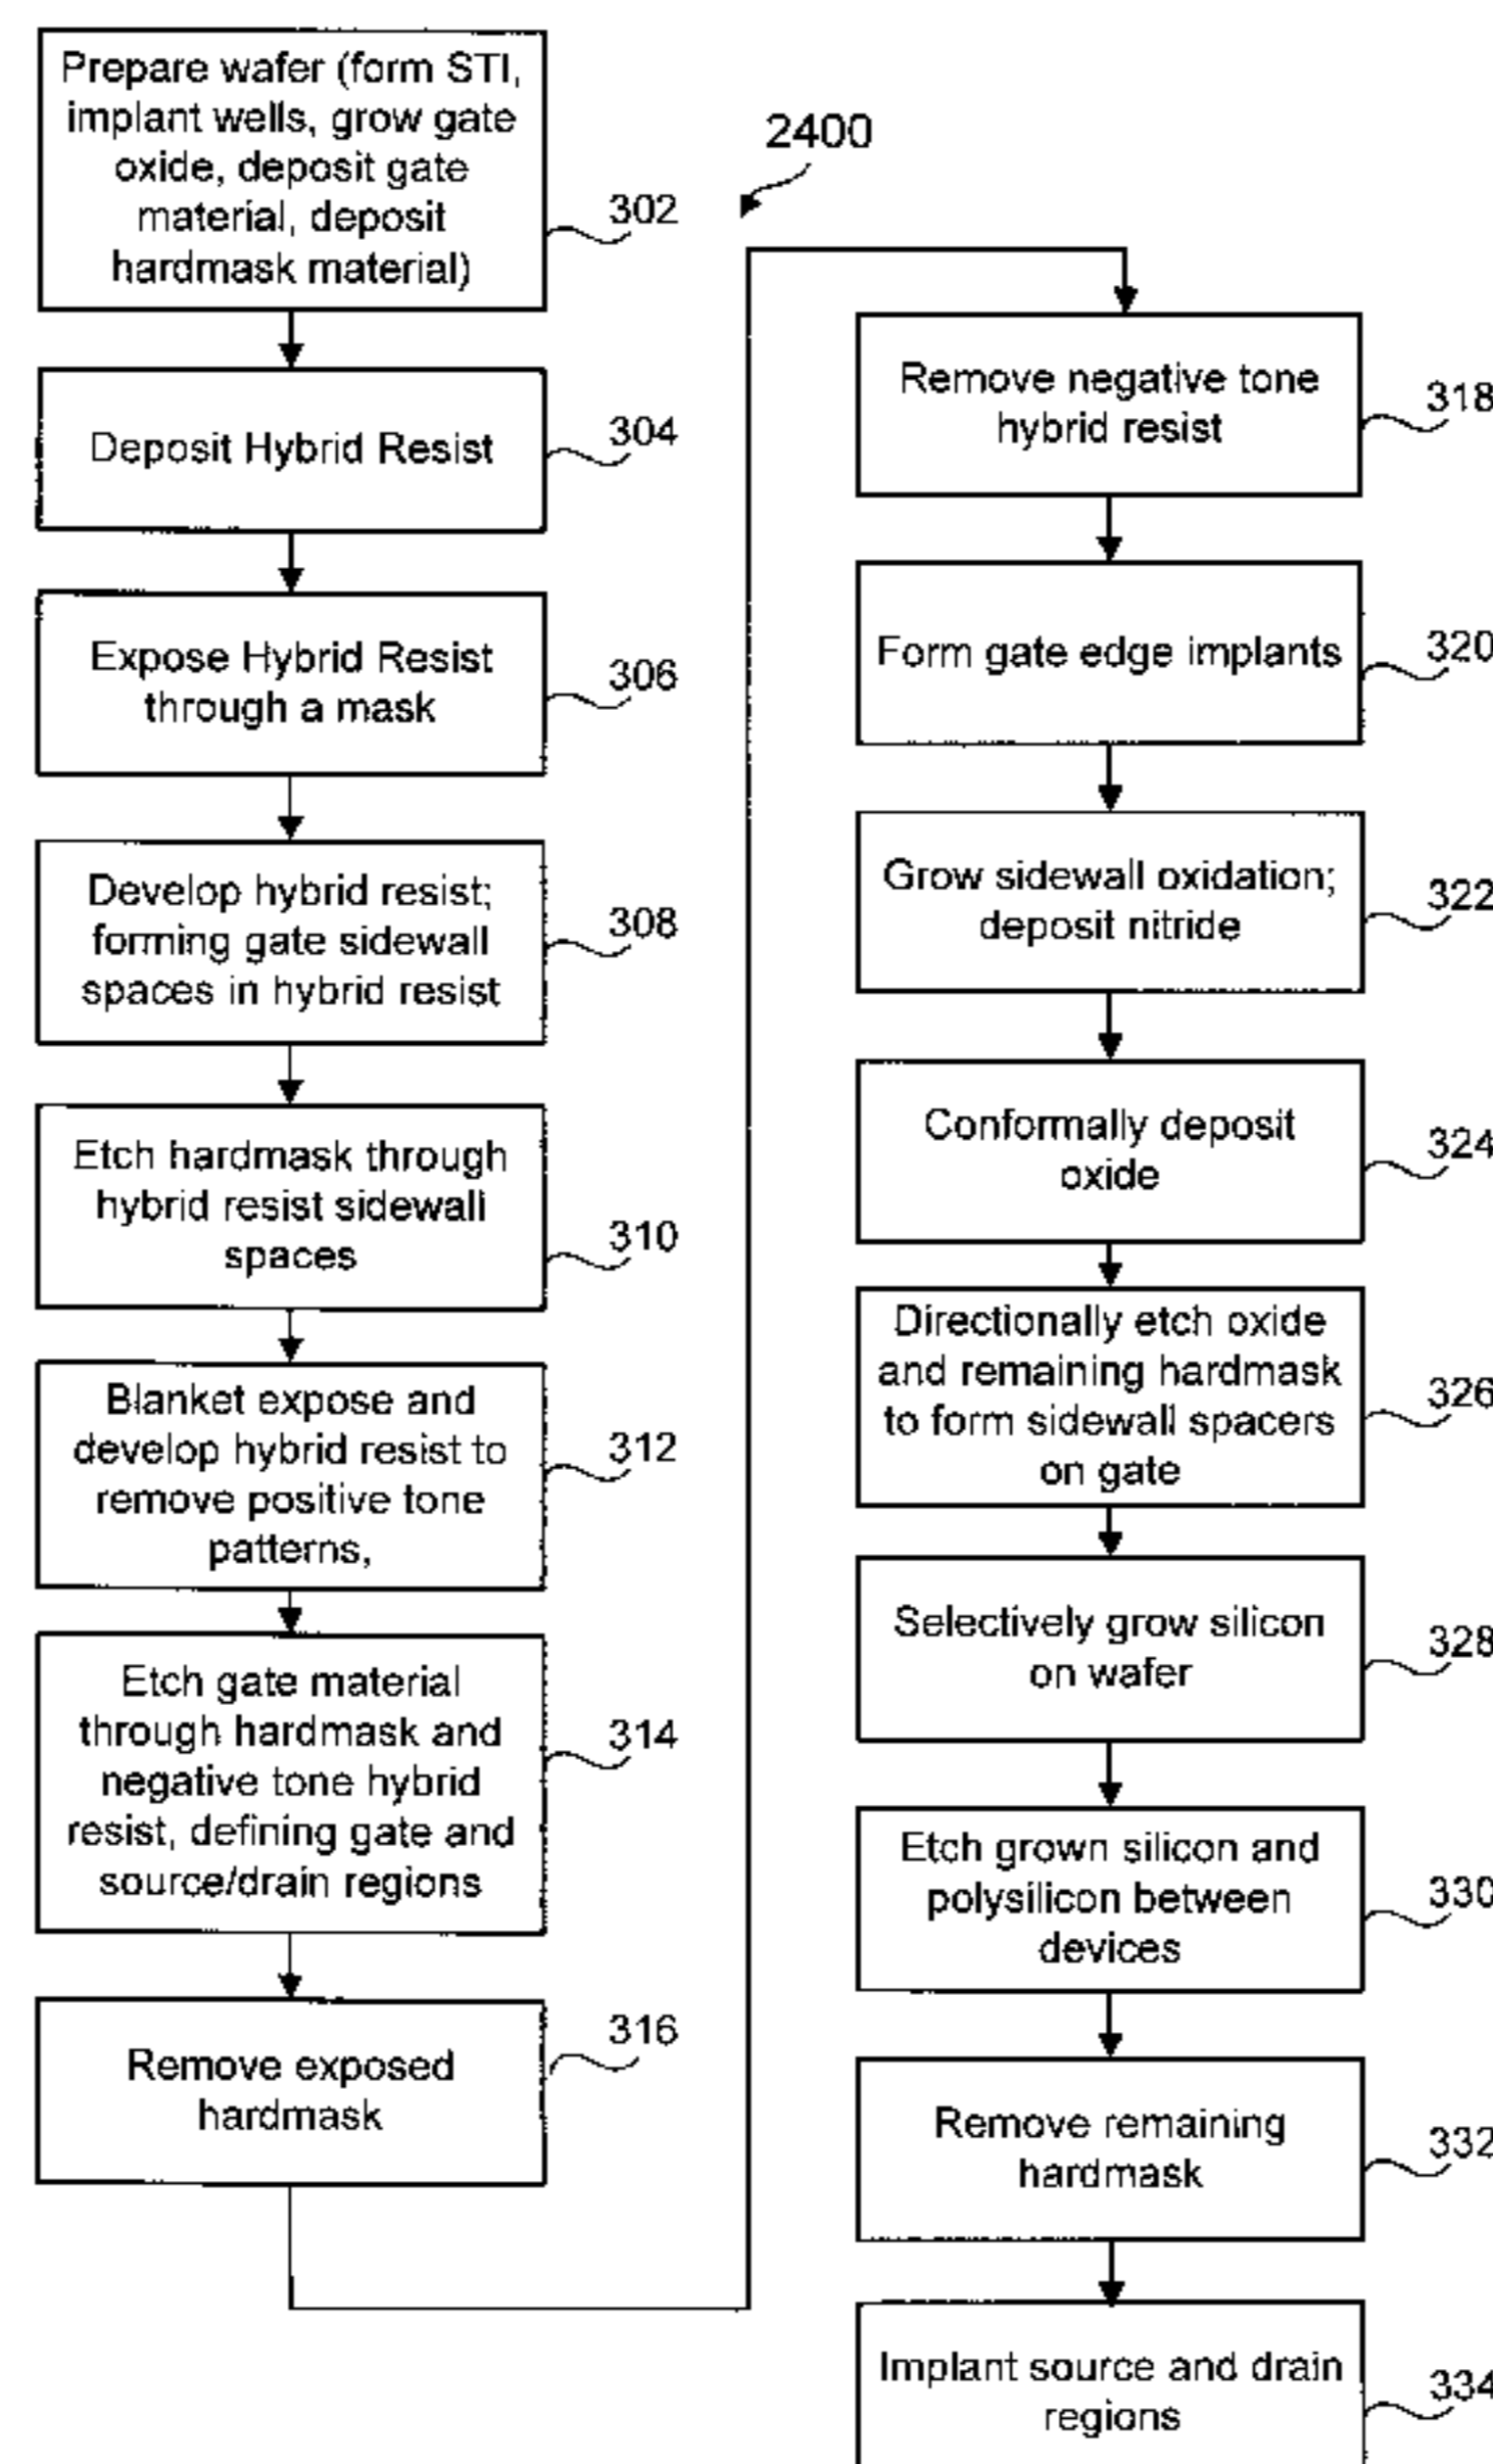 Prepare wafer (form STI,
implant wells, grow gate
oxide, deposit gate
material, deposit
hardmask material)
302
Deposit Hybrid Resist
304
Expose Hybrid Resist
through a mask
306
Develop hybrid resist;
forming gate sidewall
spaces in hybrid resist
308
Etch hardmask through
hybrid resist sidewall
spaces
310
Blanket expose and
develop hybrid resist to
remove positive tone
patterns,
312
Etch gate material
through hardmask and
negative tone hybrid
resist, defining gate and
source/drain regions
314
Remove exposed
hardmask
316
2400
Remove negative tone
hybrid resist
318
Form gate edge implants
320
Grow sidewall oxidation;
deposit nitride
322
Conformally deposit
oxide
324
Directionally etch oxide
and remaining hardmask
to form sidewall spacers
on gate
326
Selectively grow silicon
on wafer
328
Etch grown silicon and
polysilicon between
devices
330
Remove remaining
hardmask
332
Implant source and drain
regions
334